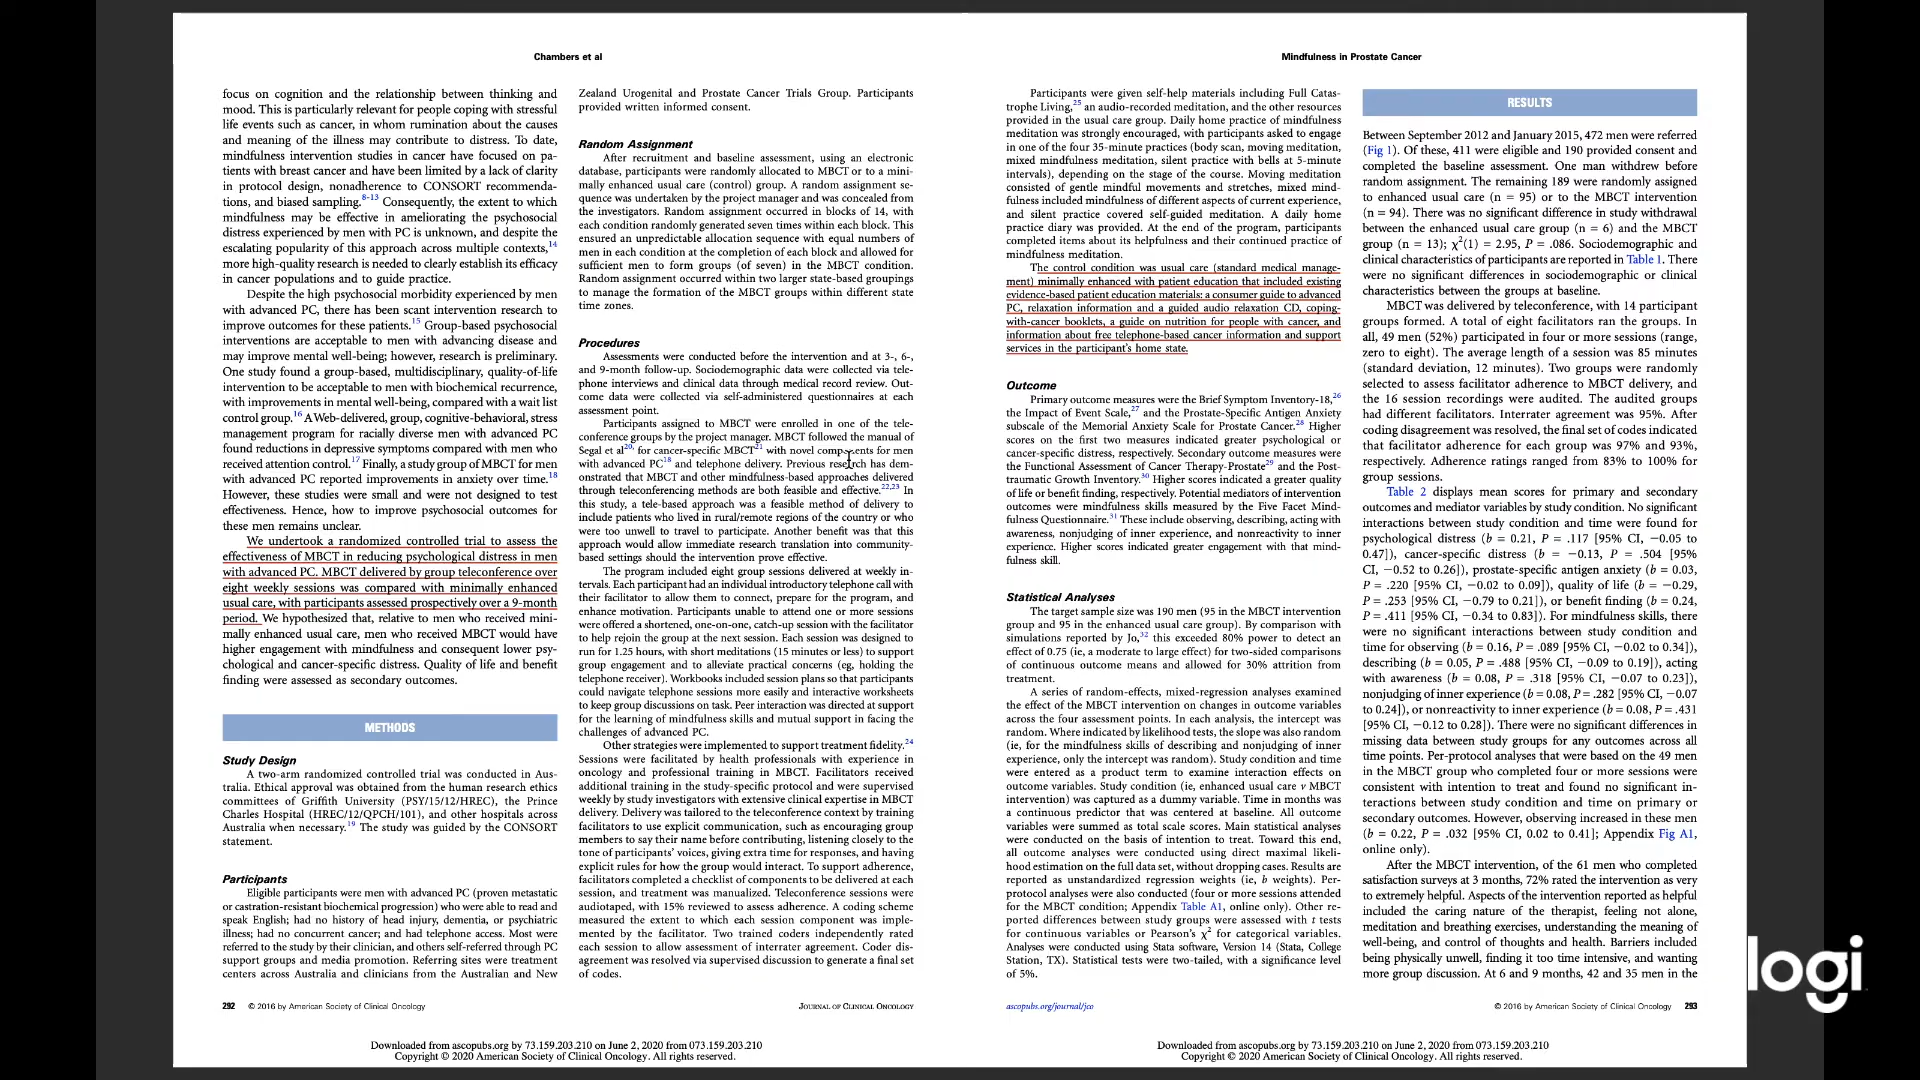 Chambers et al
focus on cognition and the relationship between thinking and
mood. This is particularly relevant for people coping with stressful
life events such as cancer, in whom rumination about the causes
and meaning of the illness may contribute to distress. To date,
mindfulness intervention studies in cancer have focused on pa-
tients with breast cancer and have been limited by a lack of clarity
in protocol design, nonadherence to CONSORT recommenda-
tions, and biased sampling.8-13 Consequently, the extent to which
mindfulness may be effective in ameliorating the psychosocial
distress experienced by men with PC is unknown, and despite the
escalating popularity of this approach across multiple contexts,14
more high-quality research is needed to clearly establish its efficacy
in cancer populations and to guide practice.
Despite the high psychosocial morbidity experienced by men
with advanced PC, there has been scant intervention research to
improve outcomes for these patients.15 Group-based psychosocial
interventions are acceptable to men with advancing disease and
may improve mental well-being; however, research is preliminary.
One study found a group-based, multidisciplinary, quality-of-life
intervention to be acceptable to men with biochemical recurrence,
with improvements in mental well-being, compared with a wait list
control group.16 A Web-delivered, group, cognitive-behavioral, stress
management program for racially diverse men with advanced PC
found reductions in depressive symptoms compared with men who
received attention control.17 Finally, a study group of MBCT for men
with advanced PC reported improvements in anxiety over time.18
However, these studies were small and were not designed to test
effectiveness. Hence, how to improve psychosocial outcomes for
these men remains unclear.
We undertook a randomized controlled trial to assess the
effectiveness of MBCT in reducing psychological distress in men
with advanced PC. MBCT delivered by group teleconference over
eight weekly sessions was compared with minimally enhanced
usual care, with participants assessed prospectively over a 9-month
period. We hypothesized that, relative to men who received mini-
mally enhanced usual care, men who received MBCT would have
higher engagement with mindfulness and consequent lower psy-
chological and cancer-specific distress. Quality of life and benefit
finding were assessed as secondary outcomes.
METHODS
Study Design
A two-arm randomized controlled trial was conducted in Aus-
tralia. Ethical approval was obtained from the human research ethics
committees of Griffith University (PSY/15/12/HREC), the Prince
Charles Hospital (HREC/12/QPCH/101), and other hospitals across
Australia when necessary.19 The study was guided by the CONSORT
statement.
Participants
Eligible participants were men with advanced PC (proven metastatic
or castration-resistant biochemical progression) who were able to read and
speak English; had no history of head injury, dementia, or psychiatric
illness; had no concurrent cancer; and had telephone access. Most were
referred to the study by their clinician, and others self-referred through PC
support groups and media promotion. Referring sites were treatment
centers across Australia and clinicians from the Australian and New
Zealand Urogenital and Prostate Cancer Trials Group. Participants
provided written informed consent.
Random Assignment
After recruitment and baseline assessment, using an electronic
database, participants were randomly allocated to MBCT or to a mini-
mally enhanced usual care (control) group. A random assignment se-
quence was undertaken by the project manager and was concealed from
the investigators. Random assignment occurred in blocks of 14, with
each condition randomly generated seven times within each block. This
ensured an unpredictable allocation sequence with equal numbers of
men in each condition at the completion of each block and allowed for
sufficient men to form groups (of seven) in the MBCT condition.
Random assignment occurred within two larger state-based groupings
to manage the formation of the MBCT groups within different state
time zones.
Procedures
Assessments were conducted before the intervention and at 3-, 6-,
and 9-month follow-up. Sociodemographic data were collected via tele-
phone interviews and clinical data through medical record review. Out-
come data were collected via self-administered questionnaires at each
assessment point.
Participants assigned to MBCT were enrolled in one of the tele-
conference groups by the project manager. MBCT followed the manual of
Segal et al20, for cancer-specific MBCT21 with novel components for men
with advanced PC18 and telephone delivery. Previous research has dem-
onstrated that MBCT and other mindfulness-based approaches delivered
through teleconferencing methods are both feasible and effective.22,23 In
this study, a tele-based approach was a feasible method of delivery to
include patients who lived in rural/remote regions of the country or who
were too unwell to travel to participate. Another benefit was that this
approach would allow immediate research translation into community-
based settings should the intervention prove effective.
The program included eight group sessions delivered at weekly in-
tervals. Each participant had an individual introductory telephone call with
their facilitator to allow them to connect, prepare for the program, and
enhance motivation. Participants unable to attend one or more sessions
were offered a shortened, one-on-one, catch-up session with the facilitator
to help rejoin the group at the next session. Each session was designed to
run for 1.25 hours, with short meditations (15 minutes or less) to support
group engagement and to alleviate practical concerns (eg, holding the
telephone receiver). Workbooks included session plans so that participants
could navigate telephone sessions more easily and interactive worksheets
to keep group discussions on task. Peer interaction was directed at support
for the learning of mindfulness skills and mutual support in facing the
challenges of advanced PC.
Other strategies were implemented to support treatment fidelity.24
Sessions were facilitated by health professionals with experience in
oncology and professional training in MBCT. Facilitators received
additional training in the study-specific protocol and were supervised
weekly by study investigators with extensive clinical expertise in MBCT
delivery. Delivery was tailored to the teleconference context by training
facilitators to use explicit communication, such as encouraging group
members to say their name before contributing, listening closely to the
tone of participants' voices, giving extra time for responses, and having
explicit rules for how the group would interact. To support adherence,
facilitators completed a checklist of components to be delivered at each
session, and treatment was manualized. Teleconference sessions were
audiotaped, with 15% reviewed to assess adherence. A coding scheme
measured the extent to which each session component was imple-
mented by the facilitator. Two trained coders independently rated
each session to allow assessment of interrater agreement. Coder dis-
agreement was resolved via supervised discussion to generate a final set
of codes.
292 © 2016 by American Society of Clinical Oncology
JOURNAL OF CLINICAL ONCOLOGY
Downloaded from ascopubs.org by 73.159.203.210 on June 2, 2020 from 073.159.203.210
Copyright © 2020 American Society of Clinical Oncology. All rights reserved.
Mindfulness in Prostate Cancer
Participants were given self-help materials including Full Catas-
trophe Living,25 an audio-recorded meditation, and the other resources
provided in the usual care group. Daily home practice of mindfulness
meditation was strongly encouraged, with participants asked to engage
in one of the four 35-minute practices (body scan, moving meditation,
mixed mindfulness meditation, silent practice with bells at 5-minute
intervals), depending on the stage of the course. Moving meditation
consisted of gentle mindful movements and stretches, mixed mind-
fulness included mindfulness of different aspects of current experience,
and silent practice covered self-guided meditation. A daily home
practice diary was provided. At the end of the program, participants
completed items about its helpfulness and their continued practice of
mindfulness meditation.
The control condition was usual care (standard medical manage-
ment) minimally enhanced with patient education that included existing
evidence-based patient education materials: a consumer guide to advanced
PC, relaxation information and a guided audio relaxation CD, coping-
with-cancer booklets, a guide on nutrition for people with cancer, and
information about free telephone-based cancer information and support
services in the participant's home state.
Outcome
Primary outcome measures were the Brief Symptom Inventory-18,26
the Impact of Event Scale,27 and the Prostate-Specific Antigen Anxiety
subscale of the Memorial Anxiety Scale for Prostate Cancer.28 Higher
scores on the first two measures indicated greater psychological or
cancer-specific distress, respectively. Secondary outcome measures were
the Functional Assessment of Cancer Therapy-Prostate29 and the Post-
traumatic Growth Inventory.30 Higher scores indicated a greater quality
of life or benefit finding, respectively. Potential mediators of intervention
outcomes were mindfulness skills measured by the Five Facet Mind-
fulness Questionnaire.31 These include observing, describing, acting with
awareness, nonjudging of inner experience, and nonreactivity to inner
experience. Higher scores indicated greater engagement with that mind-
fulness skill.
Statistical Analyses
The target sample size was 190 men (95 in the MBCT intervention
group and 95 in the enhanced usual care group). By comparison with
simulations reported by Jo,32 this exceeded 80% power to detect an
effect of 0.75 (ie, a moderate to large effect) for two-sided comparisons
of continuous outcome means and allowed for 30% attrition from
treatment.
A series of random-effects, mixed-regression analyses examined
the effect of the MBCT intervention on changes in outcome variables
across the four assessment points. In each analysis, the intercept was
random. Where indicated by likelihood tests, the slope was also random
(ie, for the mindfulness skills of describing and nonjudging of inner
experience, only the intercept was random). Study condition and time
were entered as a product term to examine interaction effects on
outcome variables. Study condition (ie, enhanced usual care v MBCT
intervention) was captured as a dummy variable. Time in months was
a continuous predictor that was centered at baseline. All outcome
variables were summed as total scale scores. Main statistical analyses
were conducted on the basis of intention to treat. Toward this end,
all outcome analyses were conducted using direct maximal likeli-
hood estimation on the full data set, without dropping cases. Results are
reported as unstandardized regression weights (ie, b weights). Per-
protocol analyses were also conducted (four or more sessions attended
for the MBCT condition; Appendix Table A1, online only). Other re-
ported differences between study groups were assessed with t tests
for continuous variables or Pearson's χ2 for categorical variables.
Analyses were conducted using Stata software, Version 14 (Stata, College
Station, TX). Statistical tests were two-tailed, with a significance level
of 5%.
RESULTS
Between September 2012 and January 2015, 472 men were referred
(Fig 1). Of these, 411 were eligible and 190 provided consent and
completed the baseline assessment. One man withdrew before
random assignment. The remaining 189 were randomly assigned
to enhanced usual care (n = 95) or to the MBCT intervention
(n = 94). There was no significant difference in study withdrawal
between the enhanced usual care group (n = 6) and the MBCT
group (n = 13); χ2(1) = 2.95, P = .086. Sociodemographic and
clinical characteristics of participants are reported in Table 1. There
were no significant differences in sociodemographic or clinical
characteristics between the groups at baseline.
MBCT was delivered by teleconference, with 14 participant
groups formed. A total of eight facilitators ran the groups. In
all, 49 men (52%) participated in four or more sessions (range,
zero to eight). The average length of a session was 85 minutes
(standard deviation, 12 minutes). Two groups were randomly
selected to assess facilitator adherence to MBCT delivery, and
the 16 session recordings were audited. The audited groups
had different facilitators. Interrater agreement was 95%. After
coding disagreement was resolved, the final set of codes indicated
that facilitator adherence for each group was 97% and 93%,
respectively. Adherence ratings ranged from 83% to 100% for
group sessions.
Table 2 displays mean scores for primary and secondary
outcomes and mediator variables by study condition. No significant
interactions between study condition and time were found for
psychological distress (b = 0.21, P = .117 [95% CI, −0.05 to
0.47]), cancer-specific distress (b = −0.13, P = .504 [95%
CI, −0.52 to 0.26]), prostate-specific antigen anxiety (b = 0.03,
P = .220 [95% CI, −0.02 to 0.09]), quality of life (b = −0.29,
P = .253 [95% CI, −0.79 to 0.21]), or benefit finding (b = 0.24,
P = .411 [95% CI, −0.34 to 0.83]). For mindfulness skills, there
were no significant interactions between study condition and
time for observing (b = 0.16, P = .089 [95% CI, −0.02 to 0.34]),
describing (b = 0.05, P = .488 [95% CI, −0.09 to 0.19]), acting
with awareness (b = 0.08, P = .318 [95% CI, −0.07 to 0.23]),
nonjudging of inner experience (b = 0.08, P = .282 [95% CI, −0.07
to 0.24]), or nonreactivity to inner experience (b = 0.08, P = .431
[95% CI, −0.12 to 0.28]). There were no significant differences in
missing data between study groups for any outcomes across all
time points. Per-protocol analyses that were based on the 49 men
in the MBCT group who completed four or more sessions were
consistent with intention to treat and found no significant in-
teractions between study condition and time on primary or
secondary outcomes. However, observing increased in these men
(b = 0.22, P = .032 [95% CI, 0.02 to 0.41]; Appendix Fig A1,
online only).
After the MBCT intervention, of the 61 men who completed
satisfaction surveys at 3 months, 72% rated the intervention as very
to extremely helpful. Aspects of the intervention reported as helpful
included the caring nature of the therapist, feeling not alone,
meditation and breathing exercises, understanding the meaning of
well-being, and control of thoughts and health. Barriers included
being physically unwell, finding it too time intensive, and wanting
more group discussion. At 6 and 9 months, 42 and 35 men in the
ascopubs.org/journal/jco
© 2016 by American Society of Clinical Oncology 293
Downloaded from ascopubs.org by 73.159.203.210 on June 2, 2020 from 073.159.203.210
Copyright © 2020 American Society of Clinical Oncology. All rights reserved.
logi